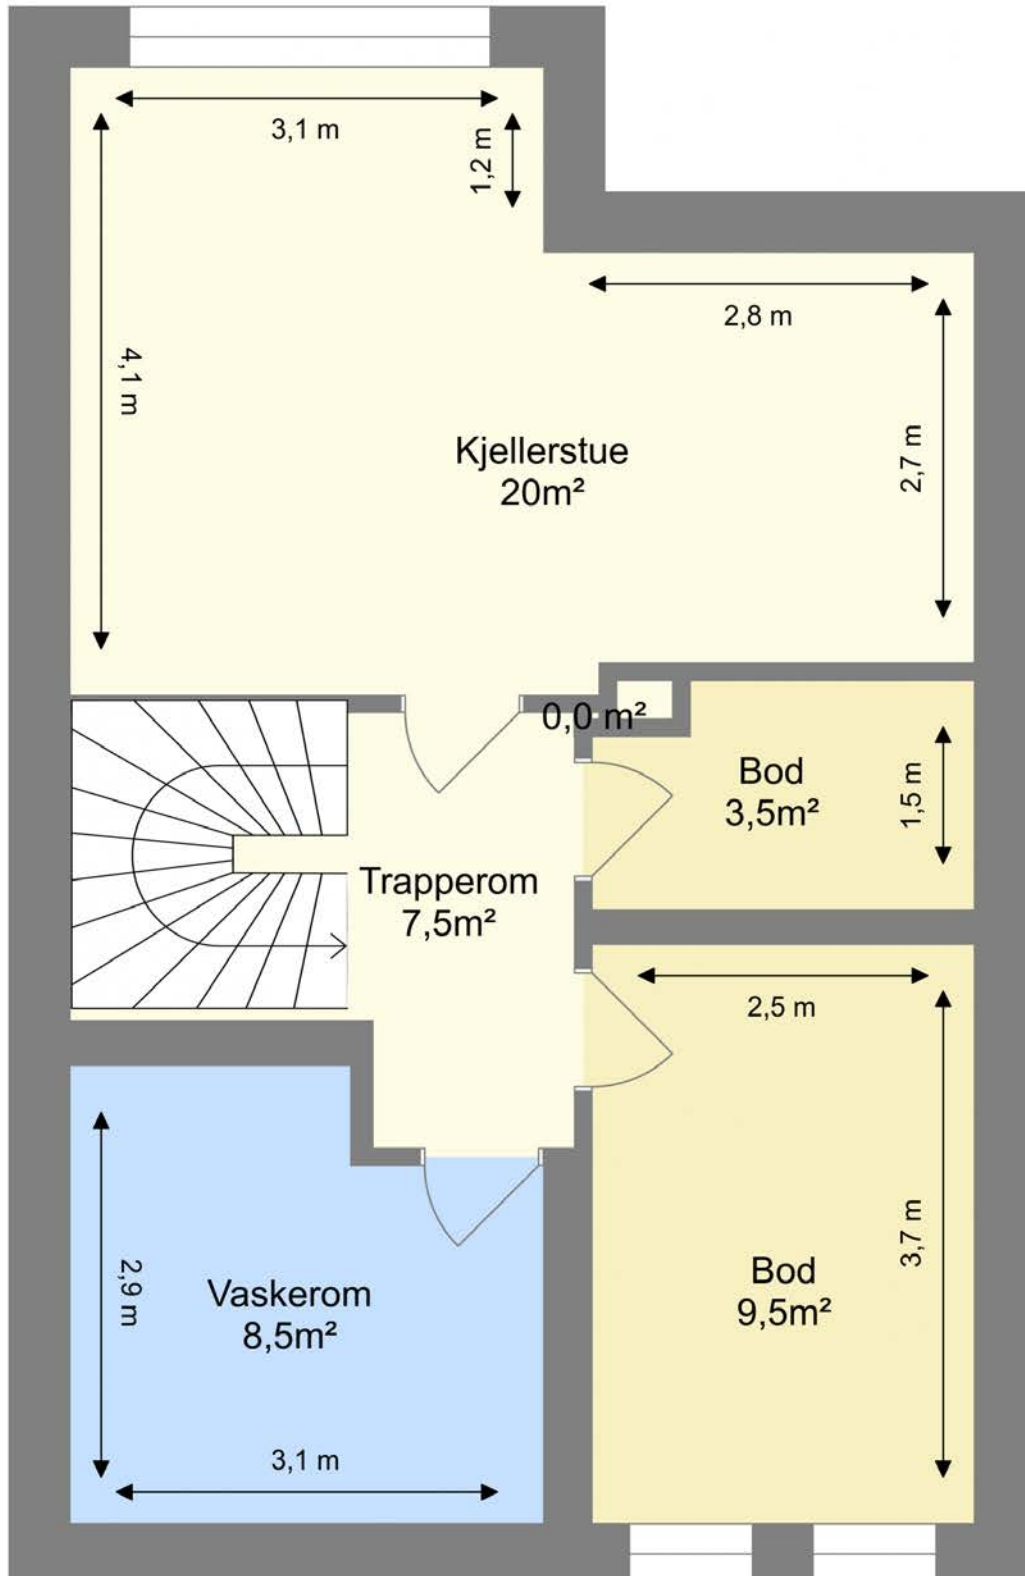 3,1 m
1,2 m
2,8 m
4,1 m
2,7 m
Kjellerstue
20m²
0,0 m²
Bod
3,5m²
1,5 m
Trapperom
7,5m²
2,5 m
2,9 m
3,7 m
Vaskerom
8,5m²
Bod
9,5m²
3,1 m